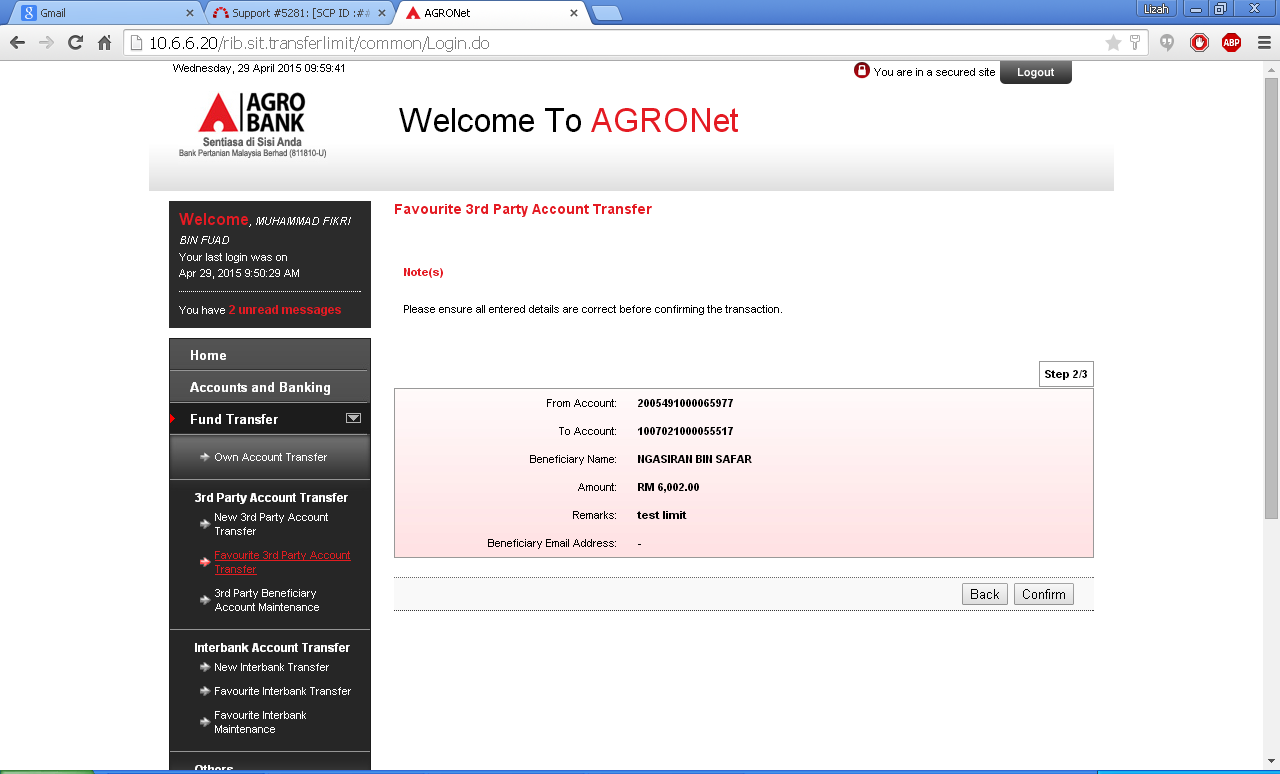 Gmail
Support #5281: [SCP ID :##
AGRONet
Lizah
10.6.6.20/rib.sit.transferlimit/common/Login.do
ABP
Wednesday, 29 April 2015 09:59:41
You are in a secured site
Logout
AGRO
BANK
Sentiasa di Sisi Anda
Bank Pertanian Malaysia Berhad (811810-U)
Welcome To AGRONet
Welcome, MUHAMMAD FIKRI
BIN FUAD
Your last login was on
Apr 29, 2015 9:50:29 AM
You have 2 unread messages
Home
Accounts and Banking
Fund Transfer
Own Account Transfer
3rd Party Account Transfer
New 3rd Party Account
Transfer
Favourite 3rd Party Account
Transfer
3rd Party Beneficiary
Account Maintenance
Interbank Account Transfer
New Interbank Transfer
Favourite Interbank Transfer
Favourite Interbank
Maintenance
Others
Favourite 3rd Party Account Transfer
Note(s)
Please ensure all entered details are correct before confirming the transaction.
Step 2/3
From Account: 2005491000065977
To Account: 1007021000055517
Beneficiary Name: NGASIRAN BIN SAFAR
Amount: RM 6,002.00
Remarks: test limit
Beneficiary Email Address: -
Back
Confirm